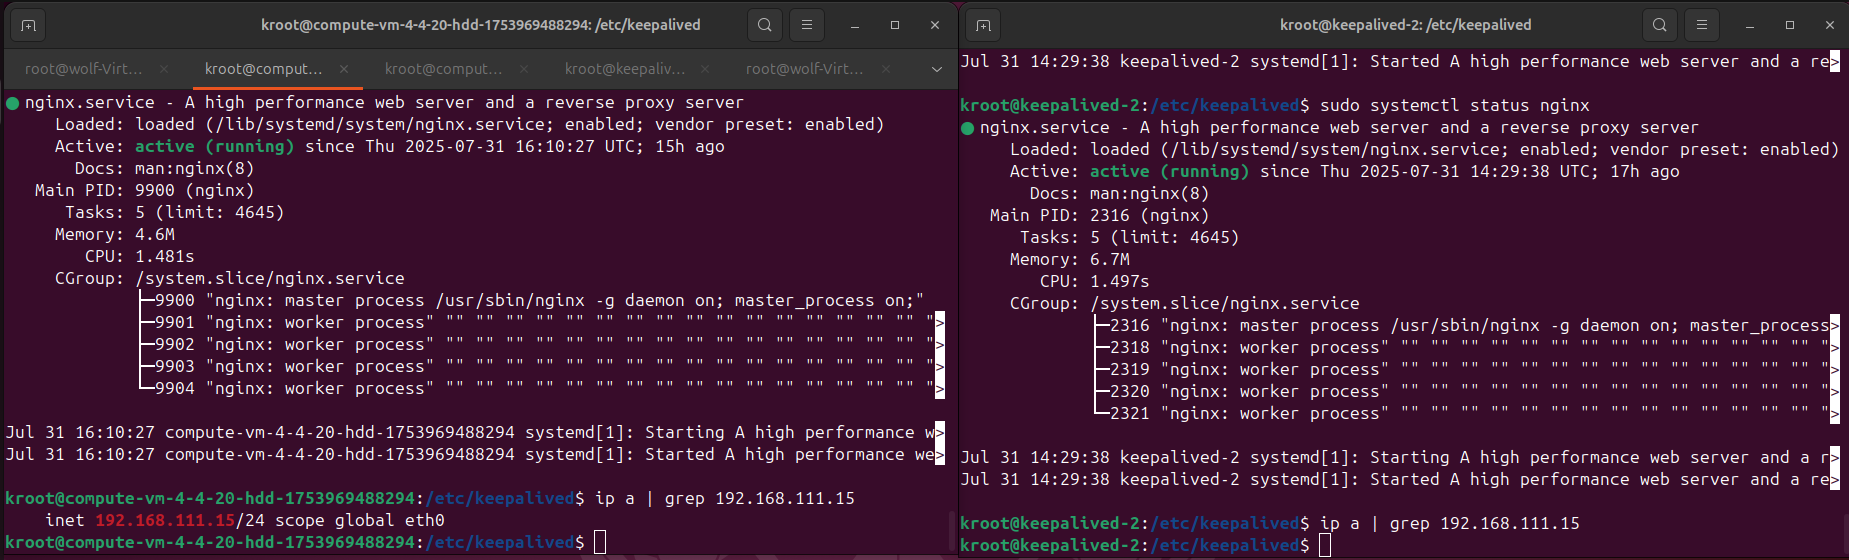 kroot@compute-vm-4-4-20-hdd-1753969488294: /etc/keepalived
root@wolf-Virt... × kroot@comput... × kroot@comput... × kroot@keepaliv... × root@wolf-Virt... ×
● nginx.service - A high performance web server and a reverse proxy server
Loaded: loaded (/lib/systemd/system/nginx.service; enabled; vendor preset: enabled)
Active: active (running) since Thu 2025-07-31 16:10:27 UTC; 15h ago
Docs: man:nginx(8)
Main PID: 9900 (nginx)
Tasks: 5 (limit: 4645)
Memory: 4.6M
CPU: 1.481s
CGroup: /system.slice/nginx.service
├─9900 "nginx: master process /usr/sbin/nginx -g daemon on; master_process on;"
├─9901 "nginx: worker process" "" "" "" "" "" "" "" "" "" "" "" "" "" "" "" "" ">
├─9902 "nginx: worker process" "" "" "" "" "" "" "" "" "" "" "" "" "" "" "" "" ">
├─9903 "nginx: worker process" "" "" "" "" "" "" "" "" "" "" "" "" "" "" "" "" ">
└─9904 "nginx: worker process" "" "" "" "" "" "" "" "" "" "" "" "" "" "" "" "" ">
Jul 31 16:10:27 compute-vm-4-4-20-hdd-1753969488294 systemd[1]: Starting A high performance w>
Jul 31 16:10:27 compute-vm-4-4-20-hdd-1753969488294 systemd[1]: Started A high performance we>
kroot@compute-vm-4-4-20-hdd-1753969488294:/etc/keepalived$ ip a | grep 192.168.111.15
inet 192.168.111.15/24 scope global eth0
kroot@compute-vm-4-4-20-hdd-1753969488294:/etc/keepalived$
kroot@keepalived-2: /etc/keepalived
Jul 31 14:29:38 keepalived-2 systemd[1]: Started A high performance web server and a re>
kroot@keepalived-2:/etc/keepalived$ sudo systemctl status nginx
● nginx.service - A high performance web server and a reverse proxy server
Loaded: loaded (/lib/systemd/system/nginx.service; enabled; vendor preset: enabled)
Active: active (running) since Thu 2025-07-31 14:29:38 UTC; 17h ago
Docs: man:nginx(8)
Main PID: 2316 (nginx)
Tasks: 5 (limit: 4645)
Memory: 6.7M
CPU: 1.497s
CGroup: /system.slice/nginx.service
├─2316 "nginx: master process /usr/sbin/nginx -g daemon on; master_process>
├─2318 "nginx: worker process" "" "" "" "" "" "" "" "" "" "" "" "" "" "" ">
├─2319 "nginx: worker process" "" "" "" "" "" "" "" "" "" "" "" "" "" "" ">
├─2320 "nginx: worker process" "" "" "" "" "" "" "" "" "" "" "" "" "" "" ">
└─2321 "nginx: worker process" "" "" "" "" "" "" "" "" "" "" "" "" "" "" ">
Jul 31 14:29:38 keepalived-2 systemd[1]: Starting A high performance web server and a r>
Jul 31 14:29:38 keepalived-2 systemd[1]: Started A high performance web server and a re>
kroot@keepalived-2:/etc/keepalived$ ip a | grep 192.168.111.15
kroot@keepalived-2:/etc/keepalived$